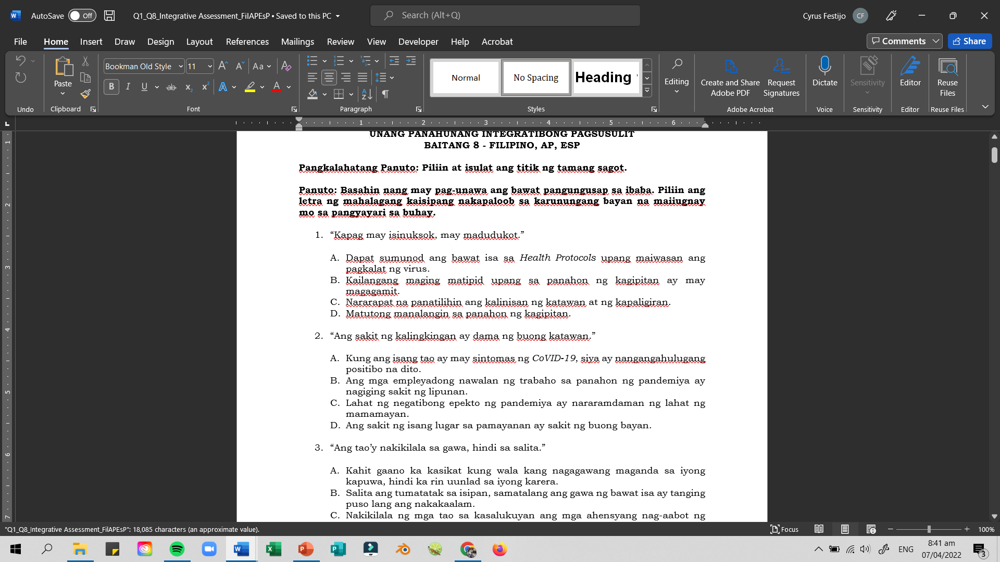 AutoSave Off Q1_Q8_Integrative Assessment_FilAPEsP • Saved to this PC Search (Alt+Q) Cyrus Festijo CF
File Home Insert Draw Design Layout References Mailings Review View Developer Help Acrobat Comments Share
Bookman Old Style 11
Paste
Normal No Spacing Heading
Editing Create and Share Adobe PDF Request Signatures Dictate Sensitivity Editor Reuse Files
Undo Clipboard Font Paragraph Styles Adobe Acrobat Voice Sensitivity Editor Reuse Files
1 2 3 4 5 6
UNANG PANAHUNANG INTEGRATIBONG PAGSUSULIT
BAITANG 8 - FILIPINO, AP, ESP
Pangkalahatang Panuto: Piliin at isulat ang titik ng tamang sagot.
Panuto: Basahin nang may pag-unawa ang bawat pangungusap sa ibaba. Piliin ang
letra ng mahalagang kaisipang nakapaloob sa karunungang bayan na maiiugnay
mo sa pangyayari sa buhay.
1. “Kapag may isinuksok, may madudukot.”
A. Dapat sumunod ang bawat isa sa Health Protocols upang maiwasan ang
pagkalat ng virus.
B. Kailangang maging matipid upang sa panahon ng kagipitan ay may
magagamit.
C. Nararapat na panatilihin ang kalinisan ng katawan at ng kapaligiran.
D. Matutong manalangin sa panahon ng kagipitan.
2. “Ang sakit ng kalingkingan ay dama ng buong katawan.”
A. Kung ang isang tao ay may sintomas ng CoVID-19, siya ay nangangahulugang
positibo na dito.
B. Ang mga empleyadong nawalan ng trabaho sa panahon ng pandemiya ay
nagiging sakit ng lipunan.
C. Lahat ng negatibong epekto ng pandemiya ay nararamdaman ng lahat ng
mamamayan.
D. Ang sakit ng isang lugar sa pamayanan ay sakit ng buong bayan.
3. “Ang tao’y nakikilala sa gawa, hindi sa salita.”
A. Kahit gaano ka kasikat kung wala kang nagagawang maganda sa iyong
kapuwa, hindi ka rin uunlad sa iyong karera.
B. Salita ang tumatatak sa isipan, samatalang ang gawa ng bawat isa ay tanging
puso lang ang nakakaalam.
C. Nakikilala ng mga tao sa kasalukuyan ang mga ahensyang nag-aabot ng
"Q1_Q8_Integrative Assessment_FilAPEsP": 18,085 characters (an approximate value). Focus 100%
ENG 8:41 am
07/04/2022 3